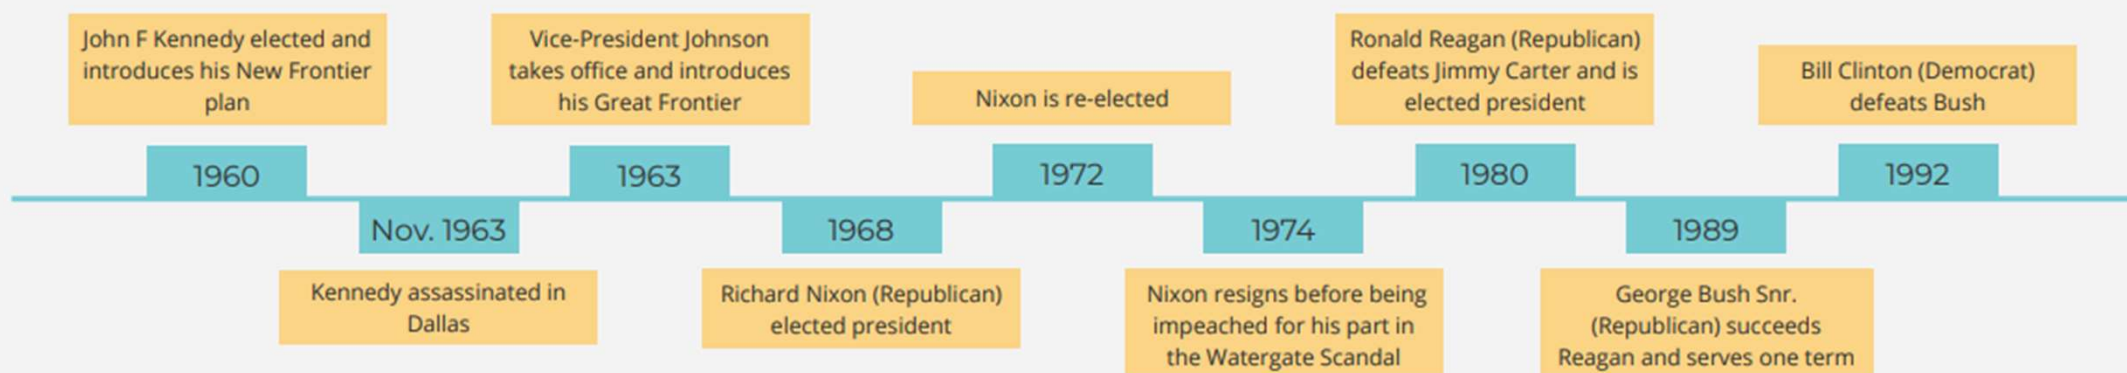 John F Kennedy elected and
introduces his New Frontier
plan
1960
Nov. 1963
Kennedy assassinated in
Dallas
Vice-President Johnson
takes office and introduces
his Great Frontier
1963
1968
Richard Nixon (Republican)
elected president
Nixon is re-elected
1972
1974
Nixon resigns before being
impeached for his part in
the Watergate Scandal
Ronald Reagan (Republican)
defeats Jimmy Carter and is
elected president
1980
1989
George Bush Snr.
(Republican) succeeds
Reagan and serves one term
Bill Clinton (Democrat)
defeats Bush
1992